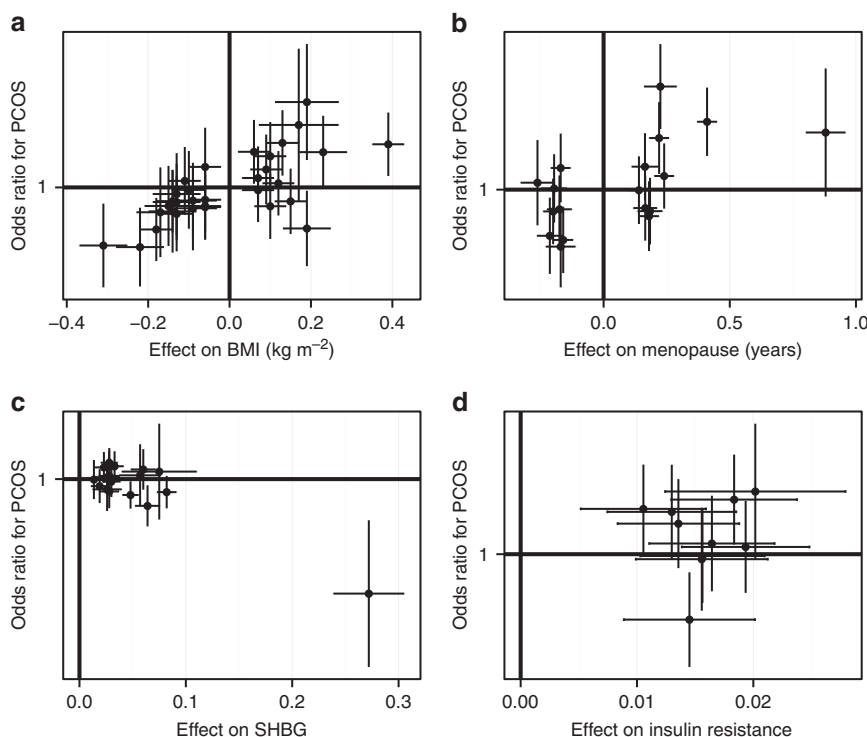 a
Odds ratio for PCOS
1
−0.4 −0.2 0.0 0.2 0.4
Effect on BMI (kg m−2)
b
Odds ratio for PCOS
1
0.0 0.5 1.0
Effect on menopause (years)
c
Odds ratio for PCOS
1
0.0 0.1 0.2 0.3
Effect on SHBG
d
Odds ratio for PCOS
1
0.00 0.01 0.02
Effect on insulin resistance